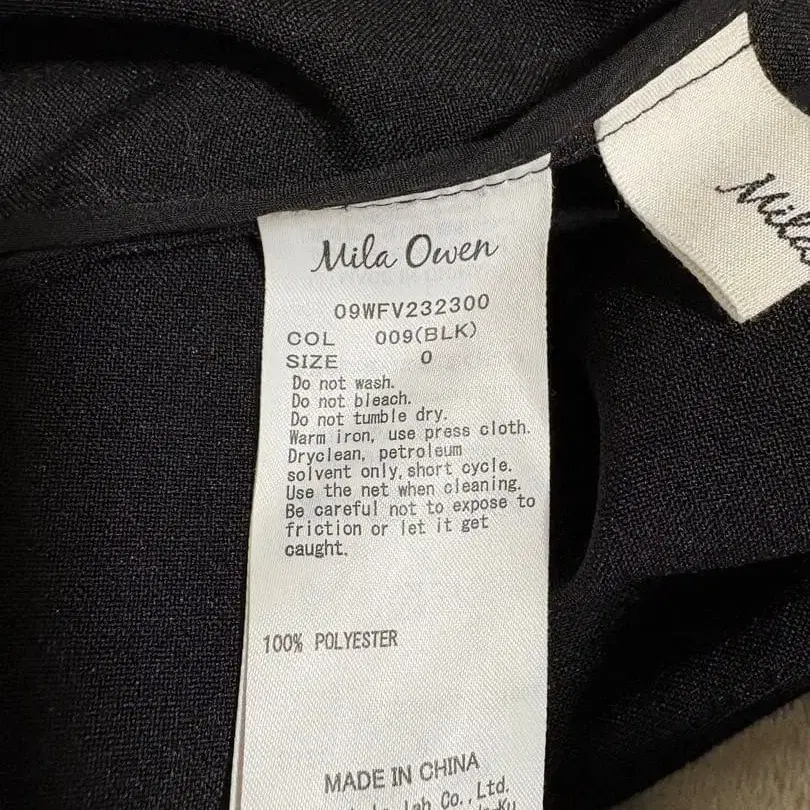 Mila Owen
09WFV232300
COL 009(BLK)
SIZE 0
Do not wash.
Do not bleach.
Do not tumble dry.
Warm iron, use press cloth.
Dryclean, petroleum
solvent only,short cycle.
Use the net when cleaning.
Be careful not to expose to
friction or let it get
caught.
100% POLYESTER
MADE IN CHINA
Co., Ltd.
Mila